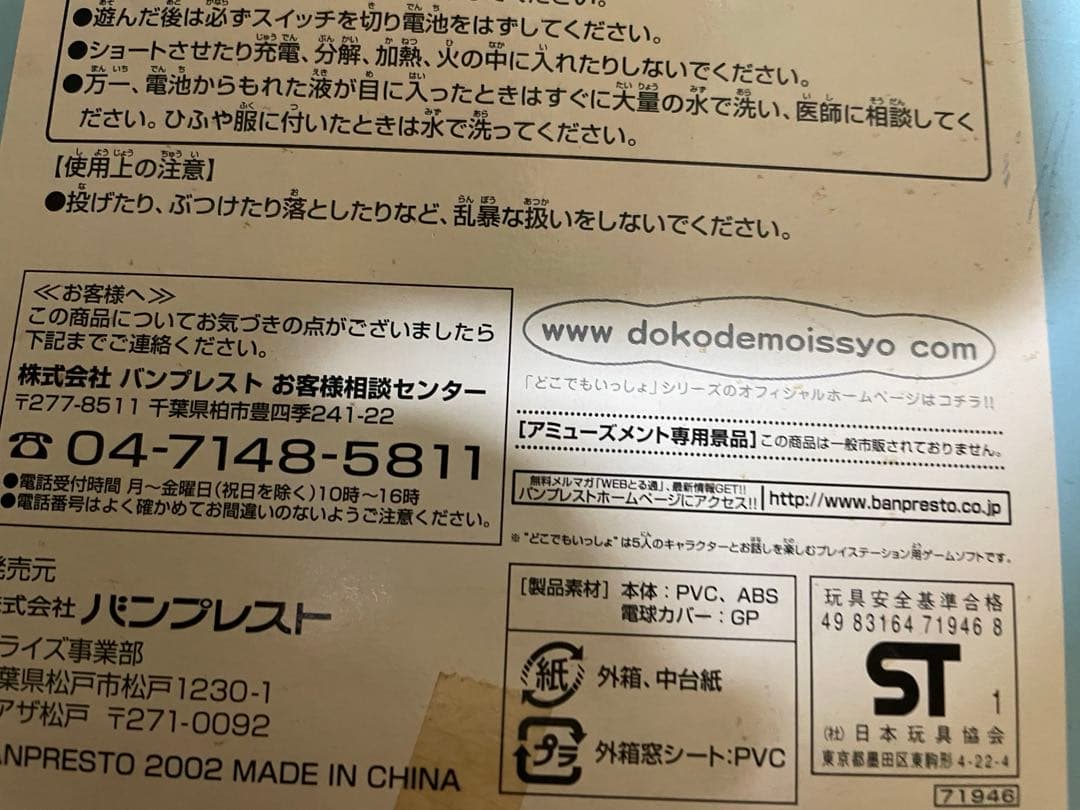 ●遊んだ後は必ずスイッチを切り電池をはずしてください。
●ショートさせたり充電、分解、加熱、火の中に入れたりしないでください。
●万一、電池からもれた液が目に入ったときはすぐに大量の水で洗い、医師に相談してく
ださい。ひふや服に付いたときは水で洗ってください。
【使用上の注意】
●投げたり、ぶつけたり落としたりなど、乱暴な扱いをしないでください。
≪お客様へ≫
この商品についてお気づきの点がございましたら
下記までご連絡ください。
株式会社 バンプレスト お客様相談センター
〒277-8511 千葉県柏市豊四季241-22
☎04-7148-5811
●電話受付時間 月〜金曜日(祝日を除く)10時〜16時
●電話番号はよく確かめてお間違いのないようご注意ください。
www dokodemoissyo com
「どこでもいっしょ」シリーズのオフィシャルホームページはコチラ!!
[アミューズメント専用景品]この商品は一般市販されておりません。
無料メルマガ「WEBとる通」、最新情報GET!!
バンプレストホームページにアクセス!!
http://www.banpresto.co.jp
※"どこでもいっしょ"は5人のキャラクターとお話しを楽しむプレイステーション用ゲームソフトです。
発売元
式会社 バンプレスト
ライズ事業部
葉県松戸市松戸1230-1
アザ松戸 〒271-0092
ANPRESTO 2002 MADE IN CHINA
[製品素材] 本体：PVC、ABS
電球カバー：GP
紙 外箱、中台紙
プラ 外箱窓シート：PVC
玩具安全基準合格
49 83164 71946 8
ST 1
(社)日本玩具協会
東京都墨田区東駒形4-22-4
71946